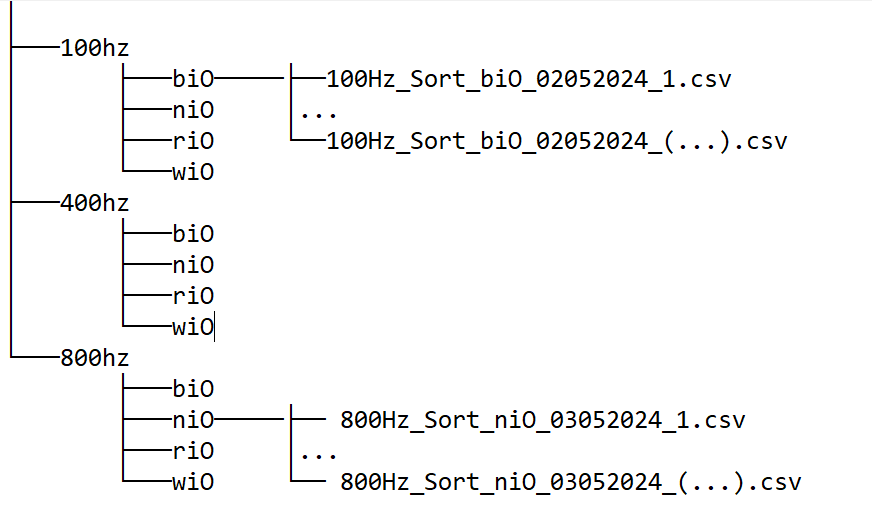 100hz
biO 100Hz_Sort_biO_02052024_1.csv
niO ...
riO 100Hz_Sort_biO_02052024_(...).csv
wiO
400hz
biO
niO
riO
wiO
800hz
biO
niO 800Hz_Sort_niO_03052024_1.csv
riO ...
wiO 800Hz_Sort_niO_03052024_(...).csv